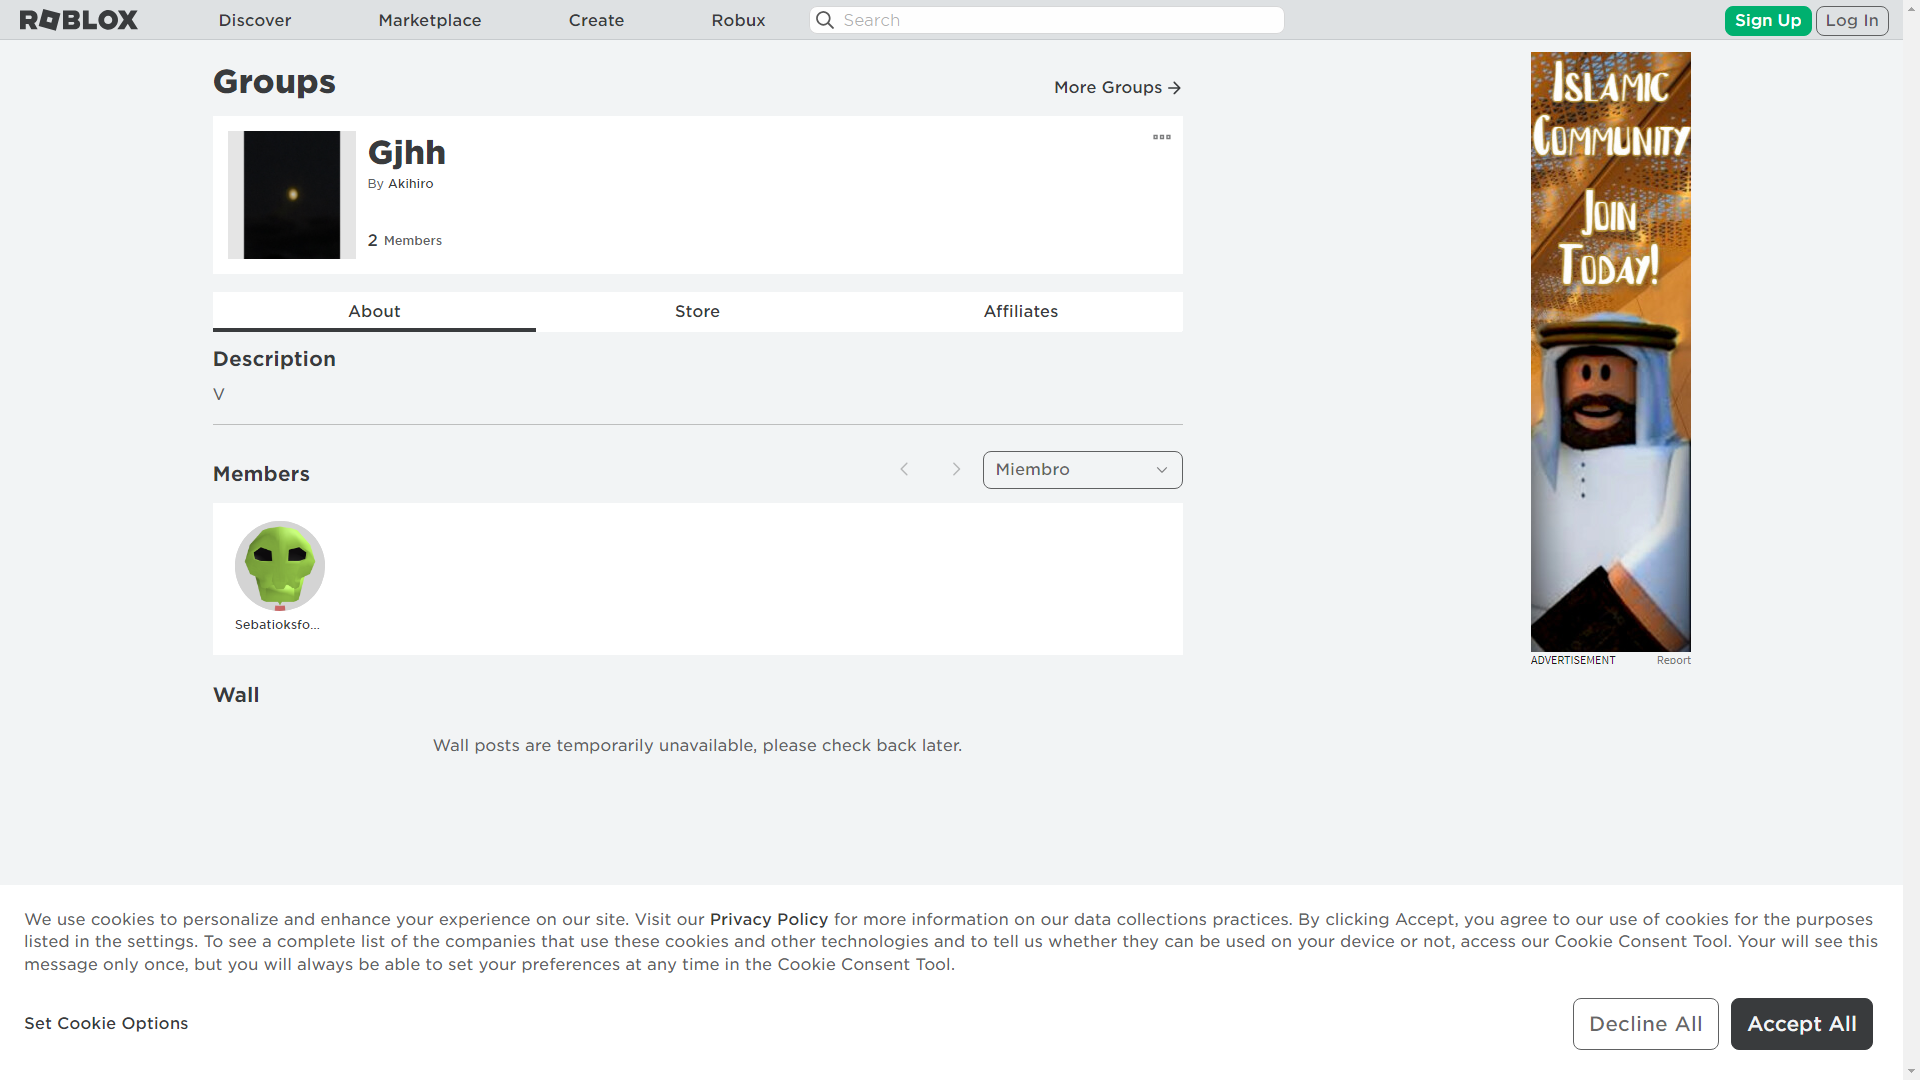 ROBLOX
Discover
Marketplace
Create
Robux
Search
Sign Up
Log In
Groups
More Groups
Gjhh
By Akihiro
2 Members
About
Store
Affiliates
Description
V
Members
Miembro
Sebatioksfo...
Wall
Wall posts are temporarily unavailable, please check back later.
ISLAMIC
COMMUNITY
JOIN
TODAY!
ADVERTISEMENT
Report
We use cookies to personalize and enhance your experience on our site. Visit our Privacy Policy for more information on our data collections practices. By clicking Accept, you agree to our use of cookies for the purposes
listed in the settings. To see a complete list of the companies that use these cookies and other technologies and to tell us whether they can be used on your device or not, access our Cookie Consent Tool. Your will see this
message only once, but you will always be able to set your preferences at any time in the Cookie Consent Tool.
Set Cookie Options
Decline All
Accept All